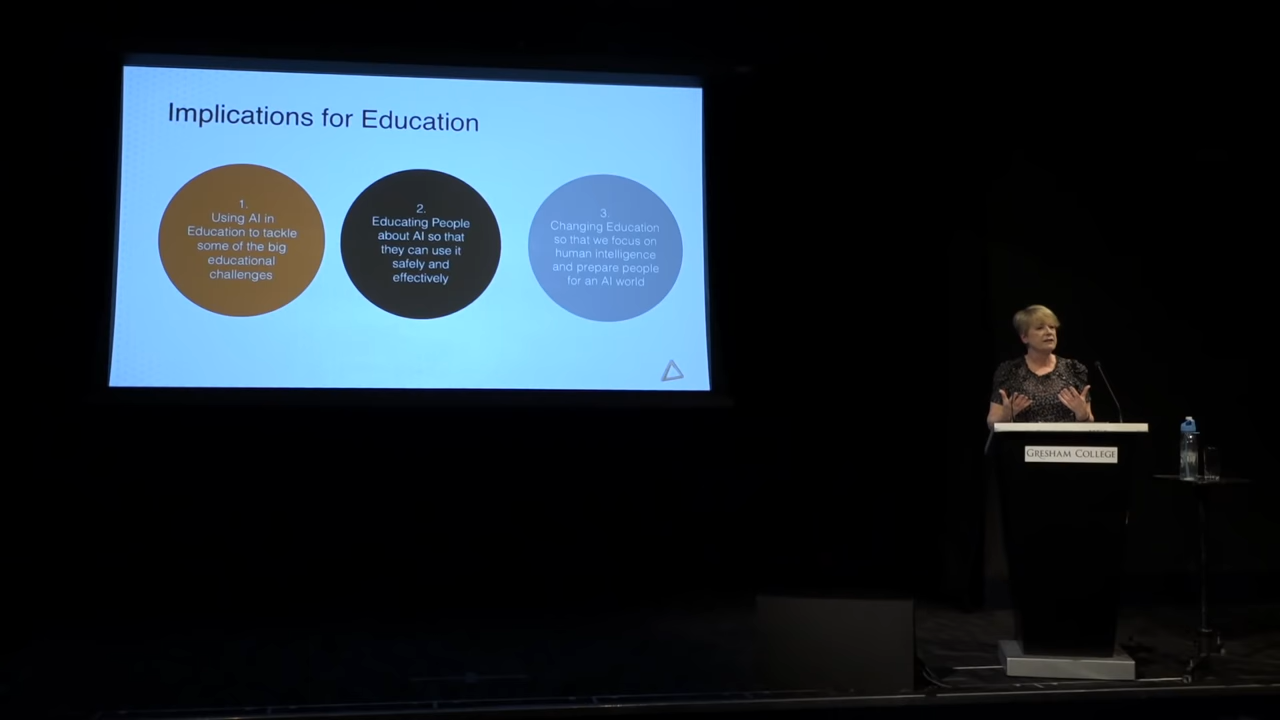 Implications for Education
1.
Using AI in
Education to tackle
some of the big
educational
challenges
2.
Educating People
about AI so that
they can use it
safely and
effectively
3.
Changing Education
so that we focus on
human intelligence
and prepare people
for an AI world
GRESHAM COLLEGE